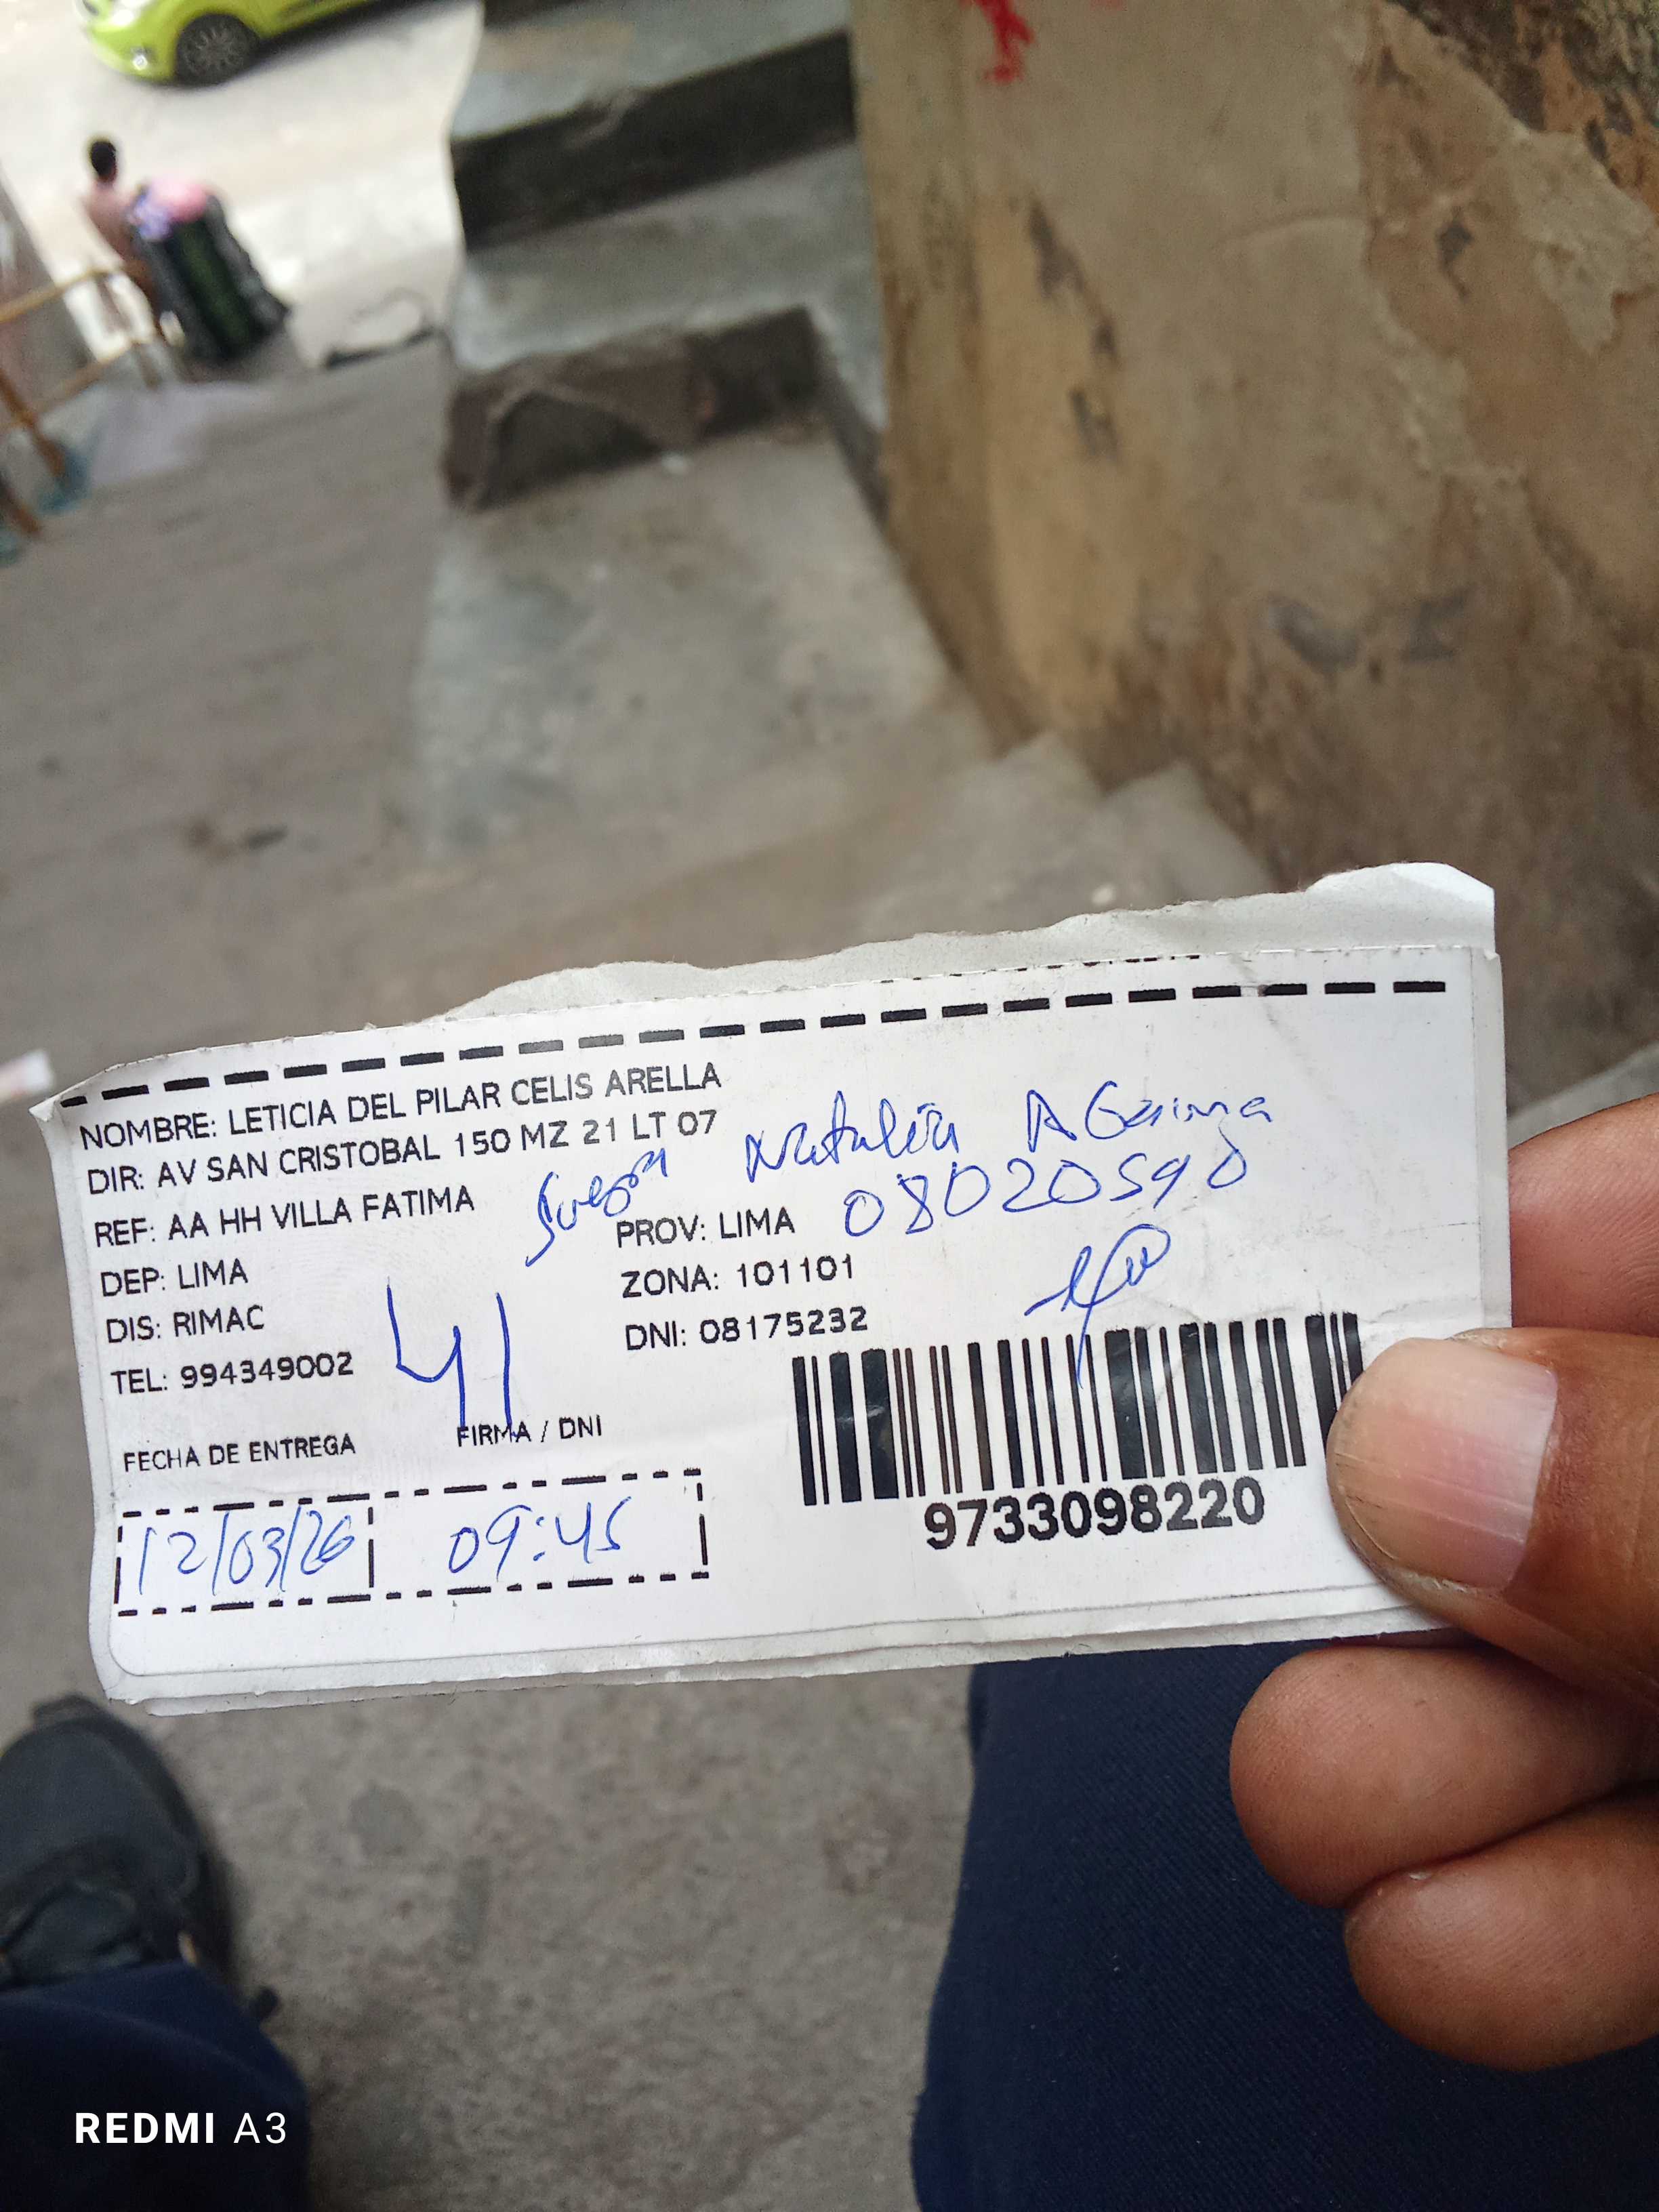 NOMBRE: LETICIA DEL PILAR CELIS ARELLA
DIR: AV SAN CRISTOBAL 150 MZ 21 LT 07
REF: AA HH VILLA FATIMA
Suegra
Natalia
08020590
DEP: LIMA
PROV: LIMA
DIS: RIMAC
ZONA: 101101
TEL: 994349002
DNI: 08175232
41
FECHA DE ENTREGA
FIRMA / DNI
12/03/26
09:45
9733098220
REDMI A3